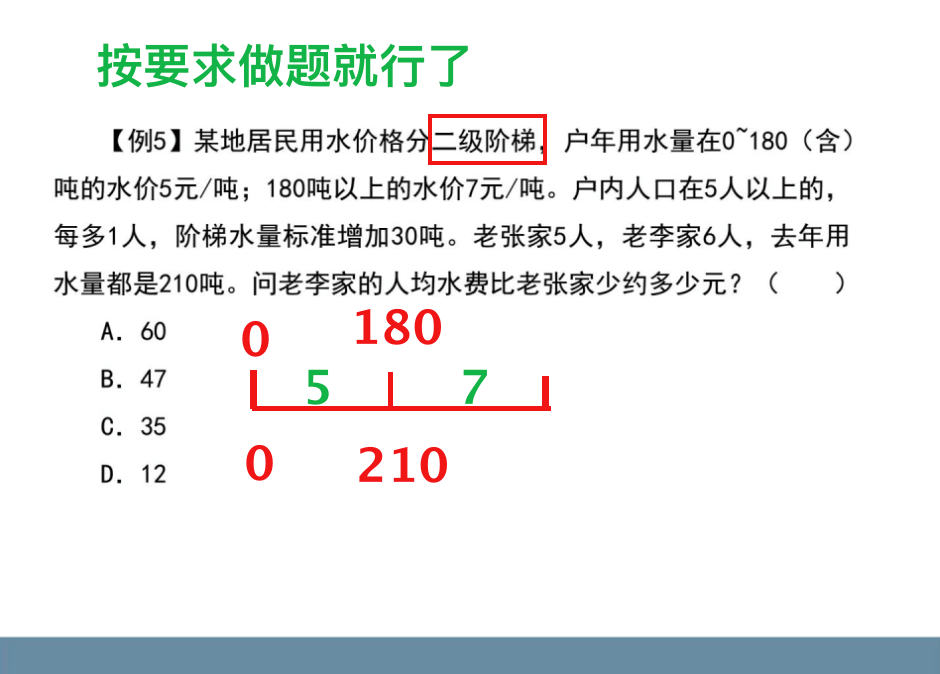 按要求做题就行了
【例5】某地居民用水价格分二级阶梯，户年用水量在0~180（含）
吨的水价5元/吨；180吨以上的水价7元/吨。户内人口在5人以上的，
每多1人，阶梯水量标准增加30吨。老张家5人，老李家6人，去年用
水量都是210吨。问老李家的人均水费比老张家少约多少元？（　　）
A. 60
B. 47
C. 35
D. 12
0 180
5 7
0 210